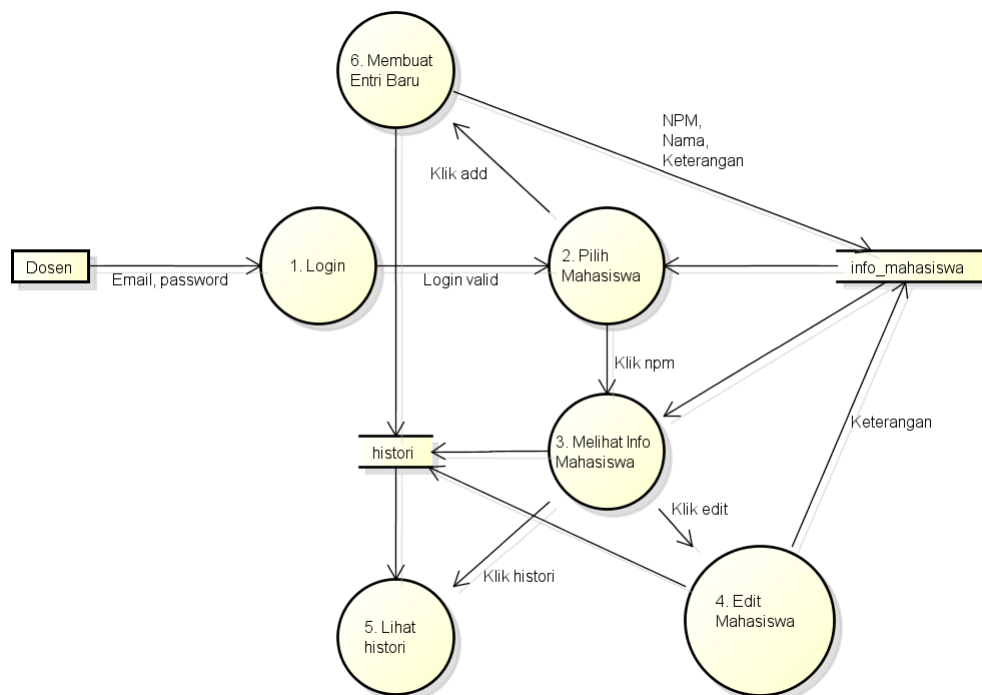 6. Membuat
Entri Baru
NPM,
Nama,
Keterangan
Klik add
Dosen
Email, password
1. Login
Login valid
2. Pilih
Mahasiswa
info_mahasiswa
Klik npm
Keterangan
histori
3. Melihat Info
Mahasiswa
Klik edit
Klik histori
4. Edit
Mahasiswa
5. Lihat
histori